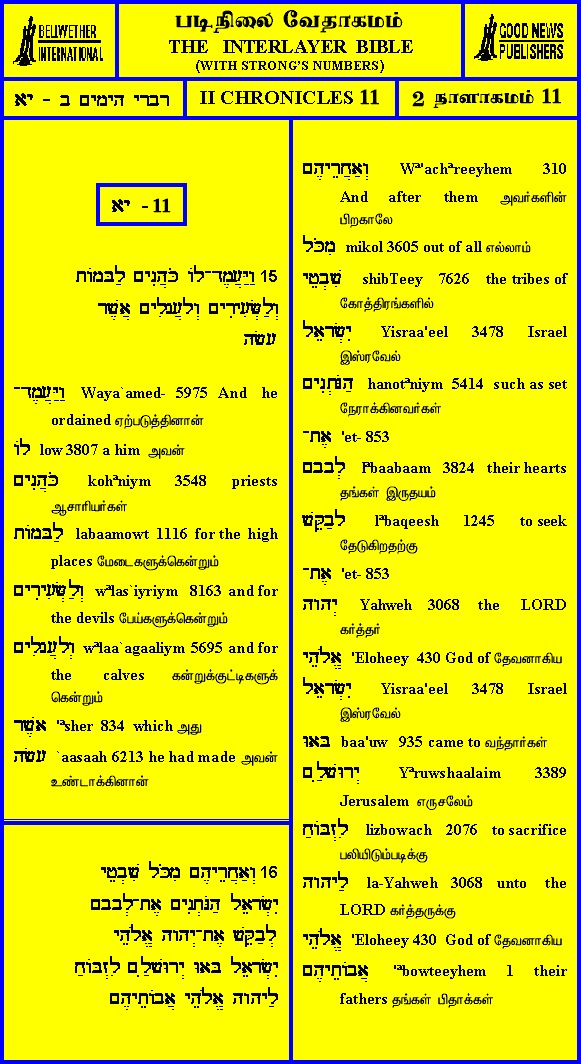 BELLWETHER
INTERNATIONAL
படிநிலை வேதாகமம்
THE INTERLAYER BIBLE
(WITH STRONG'S NUMBERS)
GOOD NEWS
PUBLISHERS
דברי הימים ב - יא
II CHRONICLES 11
2 நாளாகமம் 11
יא - 11
15 וַיַּעֲמֶד־לוֹ כֹּהֲנִים לַבָּמוֹת
וְלַשְּׂעִירִים וְלָעֲגָלִים אֲשֶׁר
עָשָׂה
וַיַּעֲמֶד־ Waya`amed- 5975 And he
ordained ஏற்படுத்தினான்
לוֹ low 3807 a him அவன்
כֹּהֲנִים kohªniym 3548 priests
ஆசாரியர்கள்
לַבָּמוֹת labaamowt 1116 for the high
places மேடைகளுக்கென்றும்
וְלַשְּׂעִירִים wªlas`iyriym 8163 and for
the devils பேய்களுக்கென்றும்
וְלָעֲגָלִים wªlaa`agaaliym 5695 and for
the calves கன்றுக்குட்டிகளுக்
கென்றும்
אֲשֶׁר 'ªsher 834 which அது
עָשָׂה `aasaah 6213 he had made அவன்
உண்டாக்கினான்
16 וְאַחֲרֵיהֶם מִכֹּל שִׁבְטֵי
יִשְׂרָאֵל הַנֹּתְנִים אֶת־לְבָבָם
לְבַקֵּשׁ אֶת־יְהוָה אֱלֹהֵי
יִשְׂרָאֵל בָּאוּ יְרוּשָׁלִַם לִזְבּוֹחַ
לַיהוָה אֱלֹהֵי אֲבוֹתֵיהֶם
וְאַחֲרֵיהֶם Wª'achªreeyhem 310
And after them அவர்களின்
பிறகாலே
מִכֹּל mikol 3605 out of all எல்லாம்
שִׁבְטֵי shibTeey 7626 the tribes of
கோத்திரங்களில்
יִשְׂרָאֵל Yisraa'eel 3478 Israel
இஸ்ரவேல்
הַנֹּתְנִים hanotªniym 5414 such as set
நேராக்கினவர்கள்
אֶת־ 'et- 853
לְבָבָם lªbaabaam 3824 their hearts
தங்கள் இருதயம்
לְבַקֵּשׁ lªbaqeesh 1245 to seek
தேடுகிறதற்கு
אֶת־ 'et- 853
יְהוָה Yahweh 3068 the LORD
கர்த்தர்
אֱלֹהֵי 'Eloheey 430 God of தேவனாகிய
יִשְׂרָאֵל Yisraa'eel 3478 Israel
இஸ்ரவேல்
בָּאוּ baa'uw 935 came to வந்தார்கள்
יְרוּשָׁלִַם Yªruwshaalaim 3389
Jerusalem எருசலேம்
לִזְבּוֹחַ lizbowach 2076 to sacrifice
பலியிடும்படிக்கு
לַיהוָה la-Yahweh 3068 unto the
LORD கர்த்தருக்கு
אֱלֹהֵי 'Eloheey 430 God of தேவனாகிய
אֲבוֹתֵיהֶם 'ªbowteeyhem 1 their
fathers தங்கள் பிதாக்கள்